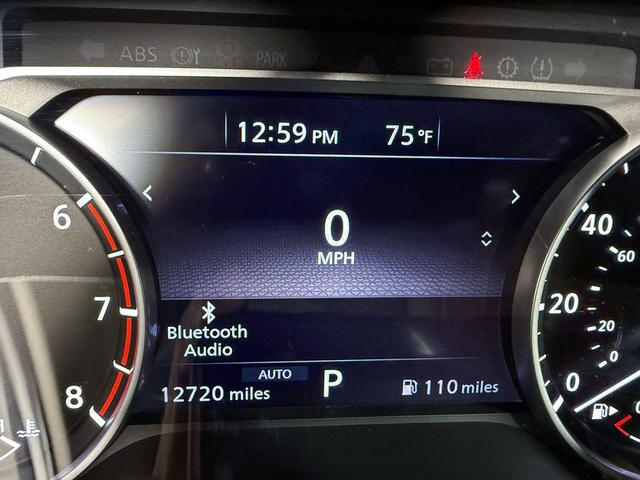 ABS
PARK
12:59 PM
75°F
0
MPH
6
7
8
40
60
20
20
0
0
Bluetooth
Audio
AUTO
12720 miles
P
110 miles